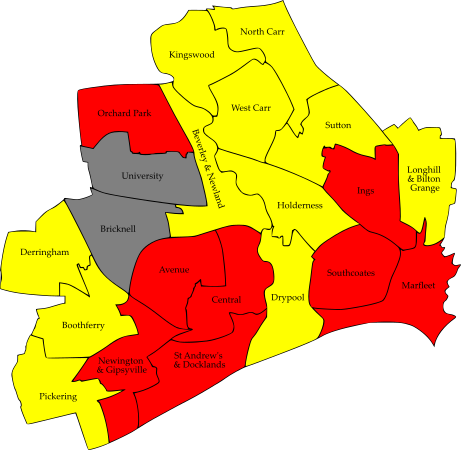 North Carr
Kingswood
West Carr
Orchard Park
Sutton
Beverley & Newland
University
Longhill
& Bilton
Grange
Ings
Holderness
Bricknell
Derringham
Avenue
Southcoates
Marfleet
Central
Drypool
Boothferry
St Andrew's
& Docklands
Newington
& Gipsyville
Pickering